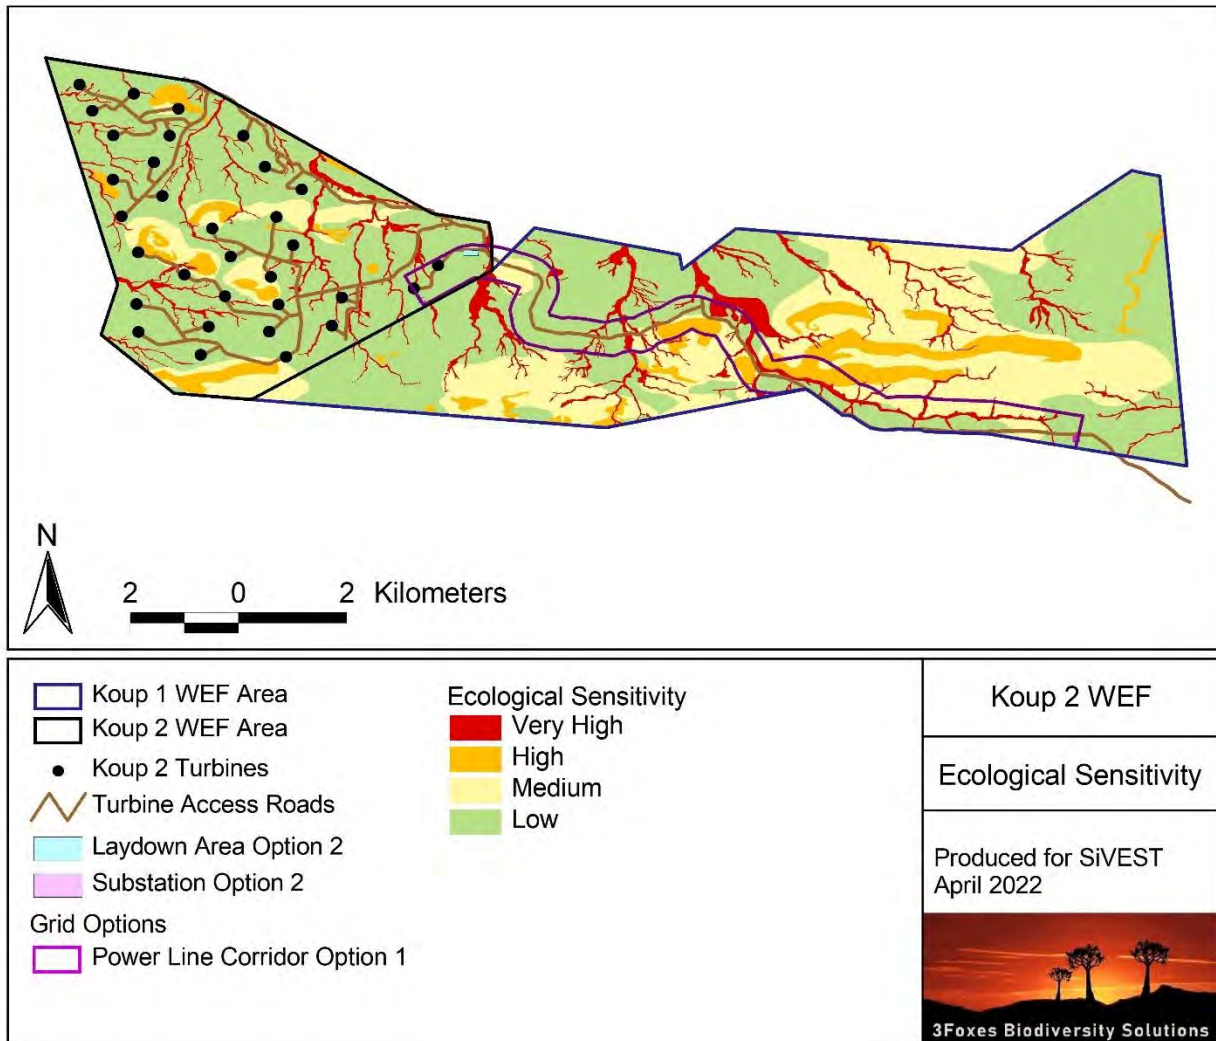 N
2 0 2 Kilometers
Koup 1 WEF Area
Koup 2 WEF Area
Koup 2 Turbines
Turbine Access Roads
Laydown Area Option 2
Substation Option 2
Grid Options
Power Line Corridor Option 1
Ecological Sensitivity
Very High
High
Medium
Low
Koup 2 WEF
Ecological Sensitivity
Produced for SiVEST
April 2022
3Foxes Biodiversity Solutions